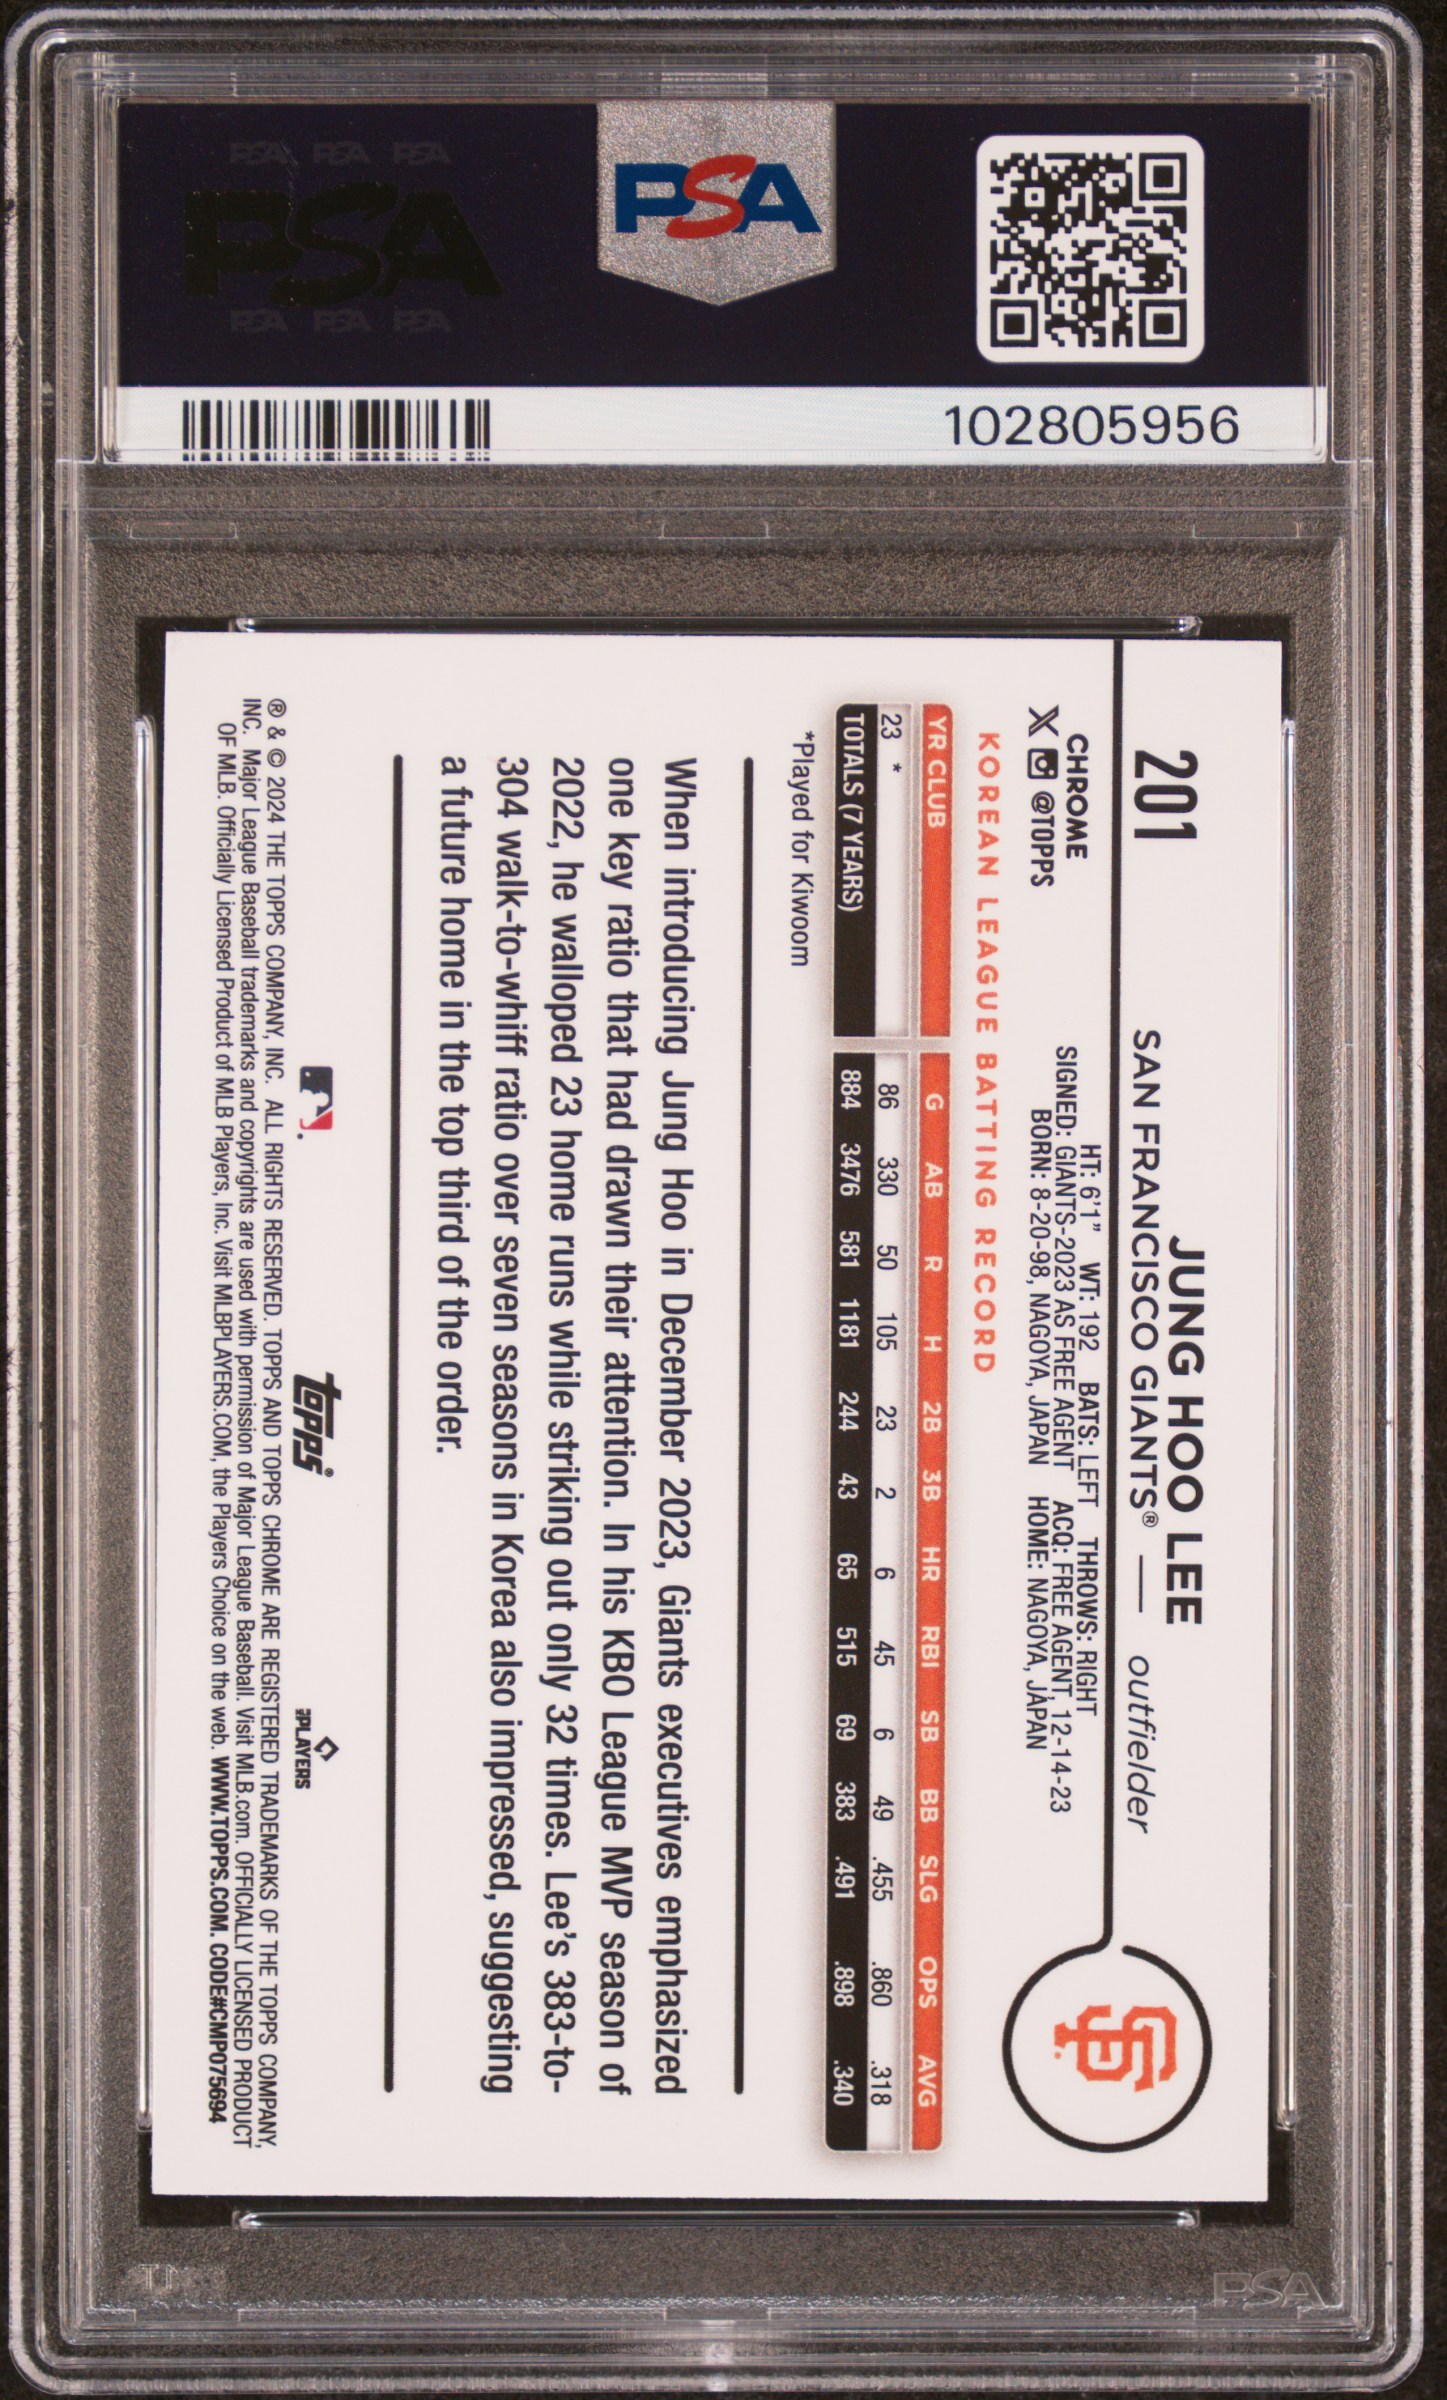 PSA PSA PSA
PSA
PSA PSA PSA
PSA
102805956
201
JUNG HOO LEE
SAN FRANCISCO GIANTS® — outfielder
CHROME
X @TOPPS
HT: 6'1" WT: 192 BATS: LEFT THROWS: RIGHT
SIGNED: GIANTS-2023 AS FREE AGENT ACQ: FREE AGENT, 12-14-23
BORN: 8-20-98, NAGOYA, JAPAN HOME: NAGOYA, JAPAN
SF
KOREAN LEAGUE BATTING RECORD
YR CLUB G AB R H 2B 3B HR RBI SB BB SLG OPS AVG
23 * 86 330 50 105 23 2 6 45 6 49 .455 .860 .318
TOTALS (7 YEARS) 884 3476 581 1181 244 43 65 515 69 383 .491 .898 .340
*Played for Kiwoom
When introducing Jung Hoo in December 2023, Giants executives emphasized
one key ratio that had drawn their attention. In his KBO League MVP season of
2022, he walloped 23 home runs while striking out only 32 times. Lee's 383-to-
304 walk-to-whiff ratio over seven seasons in Korea also impressed, suggesting
a future home in the top third of the order.
topps®
PLAYERS
® & © 2024 THE TOPPS COMPANY, INC. ALL RIGHTS RESERVED. TOPPS AND TOPPS CHROME ARE REGISTERED TRADEMARKS OF THE TOPPS COMPANY,
INC. Major League Baseball trademarks and copyrights are used with permission of Major League Baseball. Visit MLB.com. OFFICIALLY LICENSED PRODUCT
OF MLB. Officially Licensed Product of MLB Players, Inc. Visit MLBPLAYERS.COM, the Players Choice on the web. WWW.TOPPS.COM. CODE#CMP075694
PSA